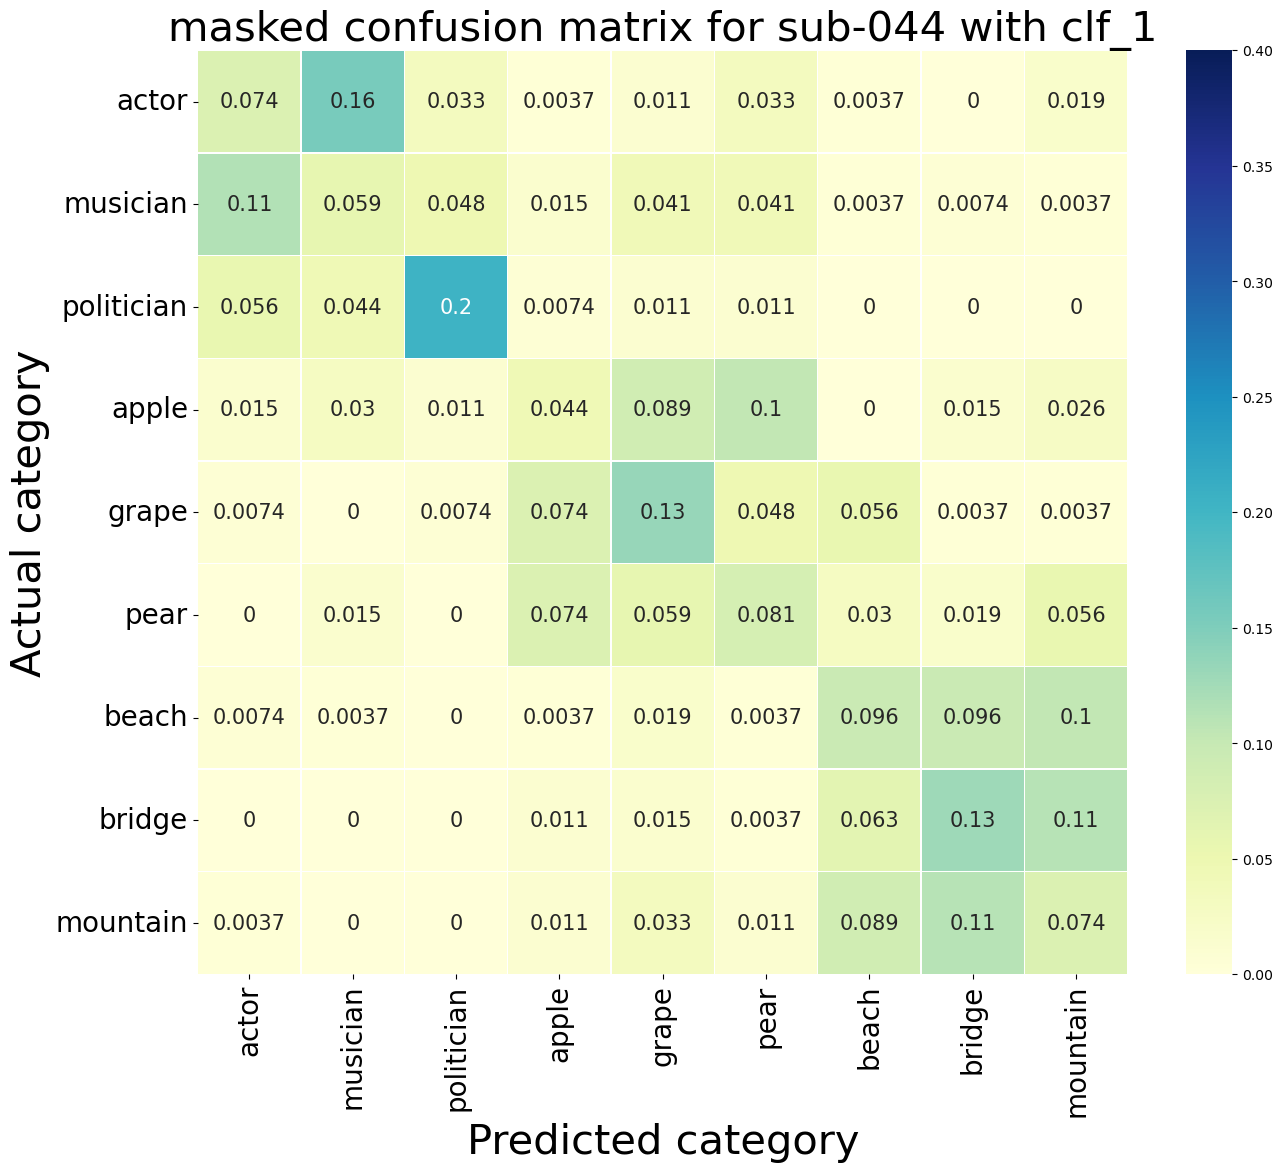 masked confusion matrix for sub-044 with clf_1
Actual category
actor 0.074 0.16 0.033 0.0037 0.011 0.033 0.0037 0 0.019
musician 0.11 0.059 0.048 0.015 0.041 0.041 0.0037 0.0074 0.0037
politician 0.056 0.044 0.2 0.0074 0.011 0.011 0 0 0
apple 0.015 0.03 0.011 0.044 0.089 0.1 0 0.015 0.026
grape 0.0074 0 0.0074 0.074 0.13 0.048 0.056 0.0037 0.0037
pear 0 0.015 0 0.074 0.059 0.081 0.03 0.019 0.056
beach 0.0074 0.0037 0 0.0037 0.019 0.0037 0.096 0.096 0.1
bridge 0 0 0 0.011 0.015 0.0037 0.063 0.13 0.11
mountain 0.0037 0 0 0.011 0.033 0.011 0.089 0.11 0.074
actor musician politician apple grape pear beach bridge mountain
Predicted category
0.40
0.35
0.30
0.25
0.20
0.15
0.10
0.05
0.00